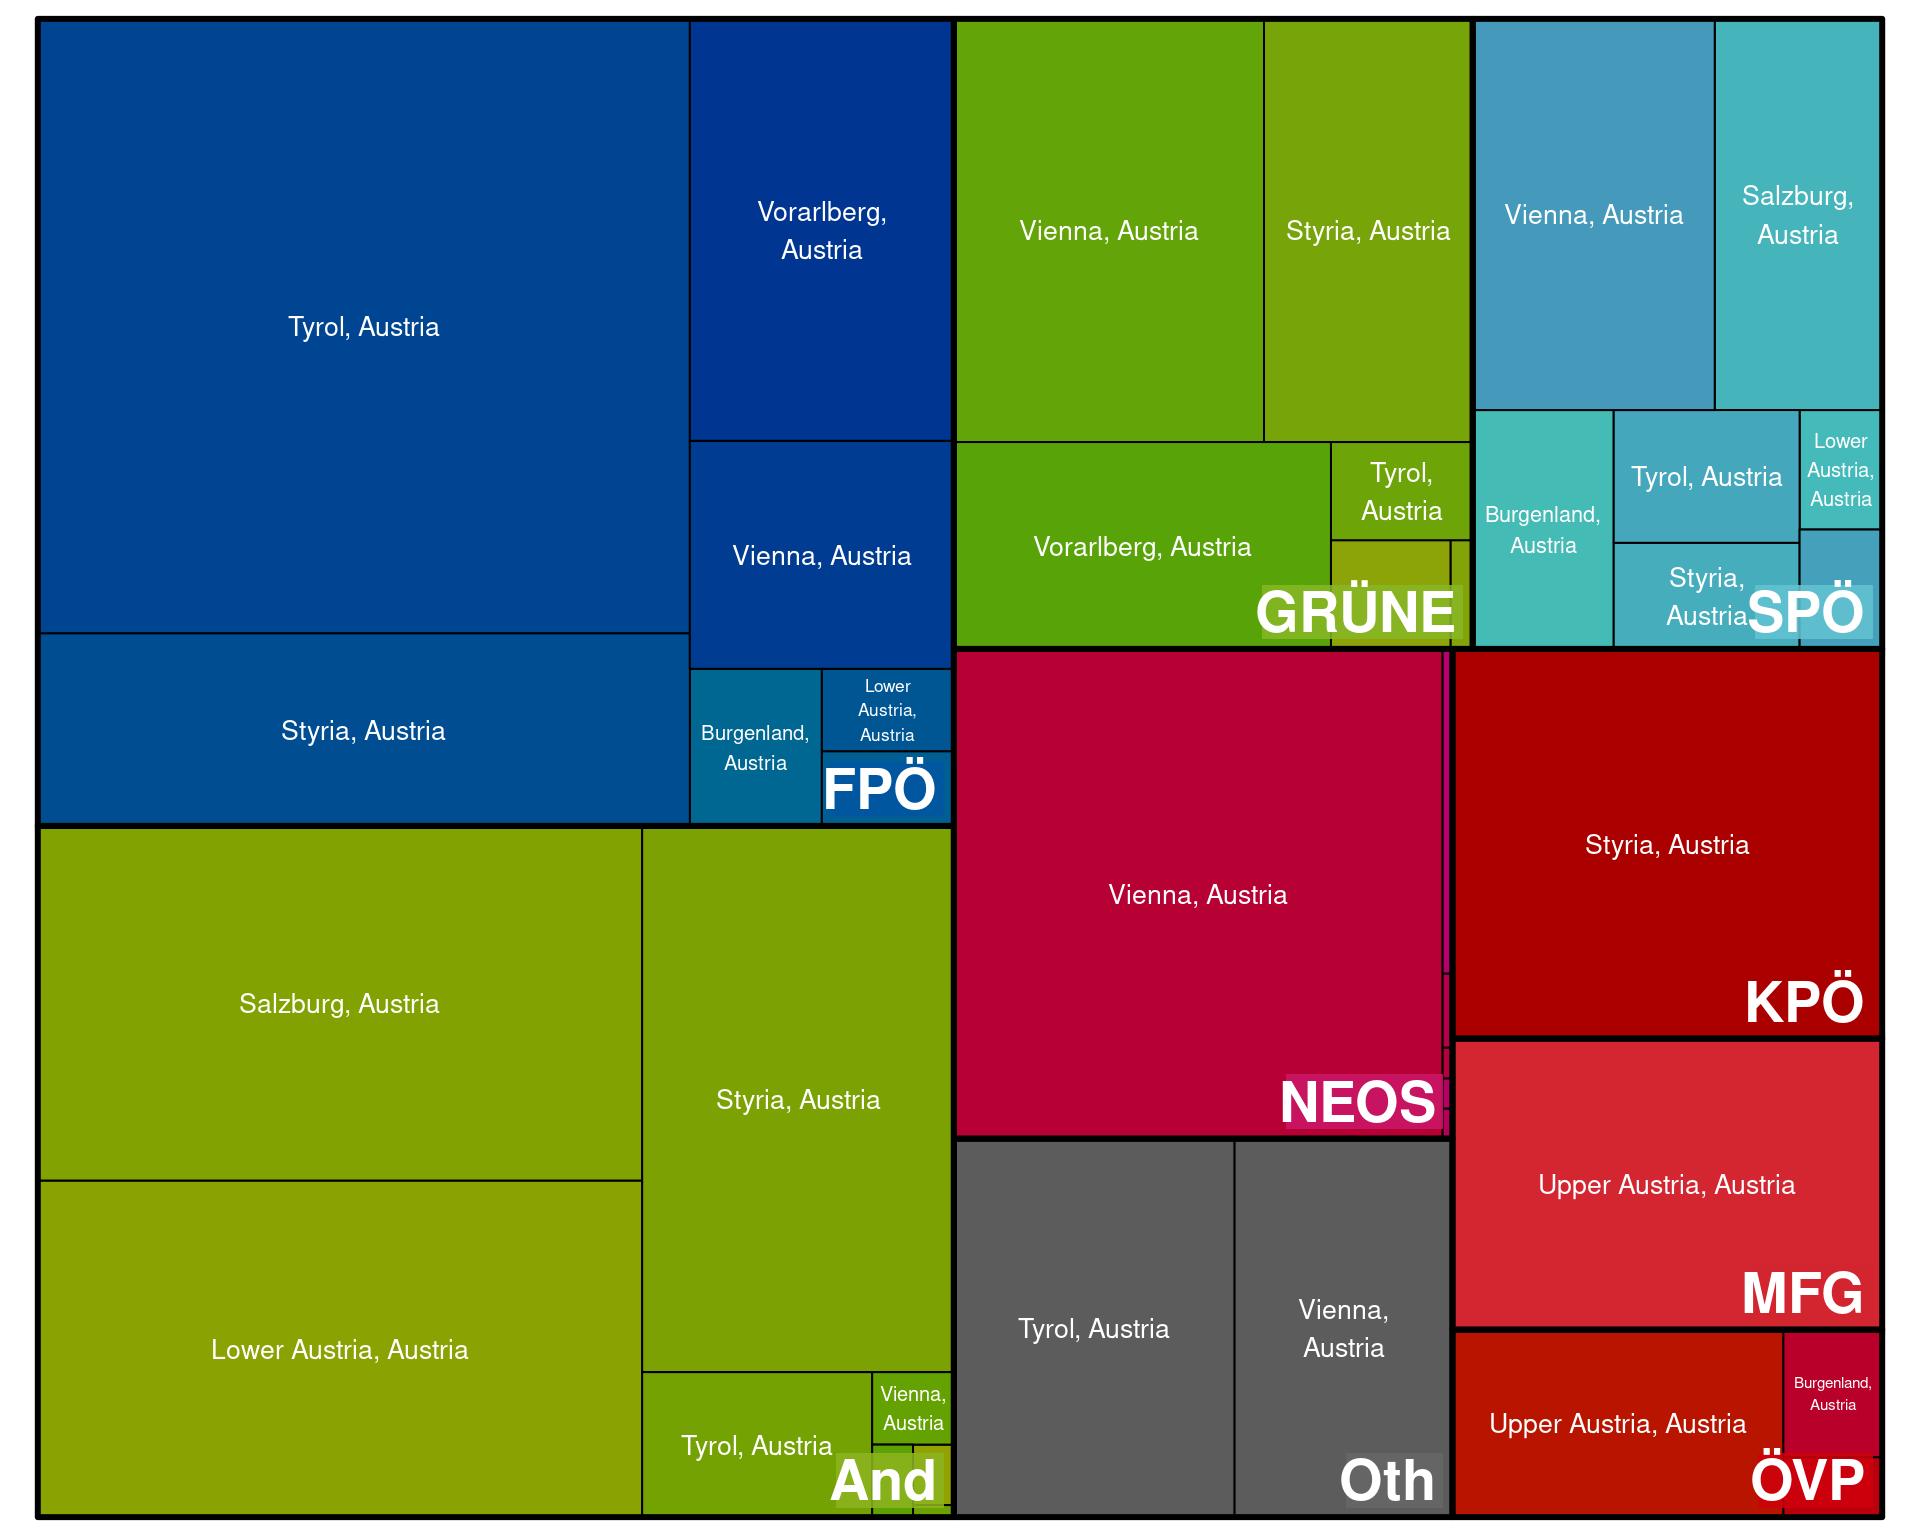 Tyrol, Austria
Vorarlberg,
Austria
Vienna, Austria
Styria, Austria
Burgenland,
Austria
Lower
Austria,
Austria
FPÖ
Salzburg, Austria
Styria, Austria
Lower Austria, Austria
Tyrol, Austria
Vienna,
Austria
And
Vienna, Austria
Styria, Austria
Vorarlberg, Austria
Tyrol,
Austria
GRÜNE
Vienna, Austria
Salzburg,
Austria
Burgenland,
Austria
Tyrol, Austria
Lower
Austria,
Austria
Styria,
Austria
SPÖ
Vienna, Austria
NEOS
Styria, Austria
KPÖ
Upper Austria, Austria
MFG
Tyrol, Austria
Vienna,
Austria
Oth
Upper Austria, Austria
Burgenland,
Austria
ÖVP